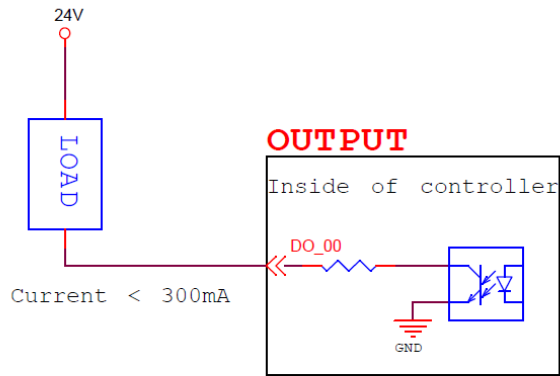 24V
LOAD
OUTPUT
Inside of controller
DO_00
Current < 300mA
GND